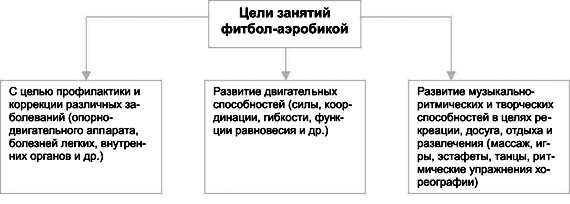 Цели занятий
фитбол-аэробикой
С целью профилактики и
коррекции различных за-
болеваний (опорно-
двигательного аппарата,
болезней легких, внутрен-
них органов и др.)
Развитие двигательных
способностей (силы, коор-
динации, гибкости, функ-
ции равновесия и др.)
Развитие музыкально-
ритмических и творческих
способностей в целях ре-
креации, досуга, отдыха и
развлечения (массаж, иг-
ры, эстафеты, танцы, рит-
мические упражнения хо-
реографии)